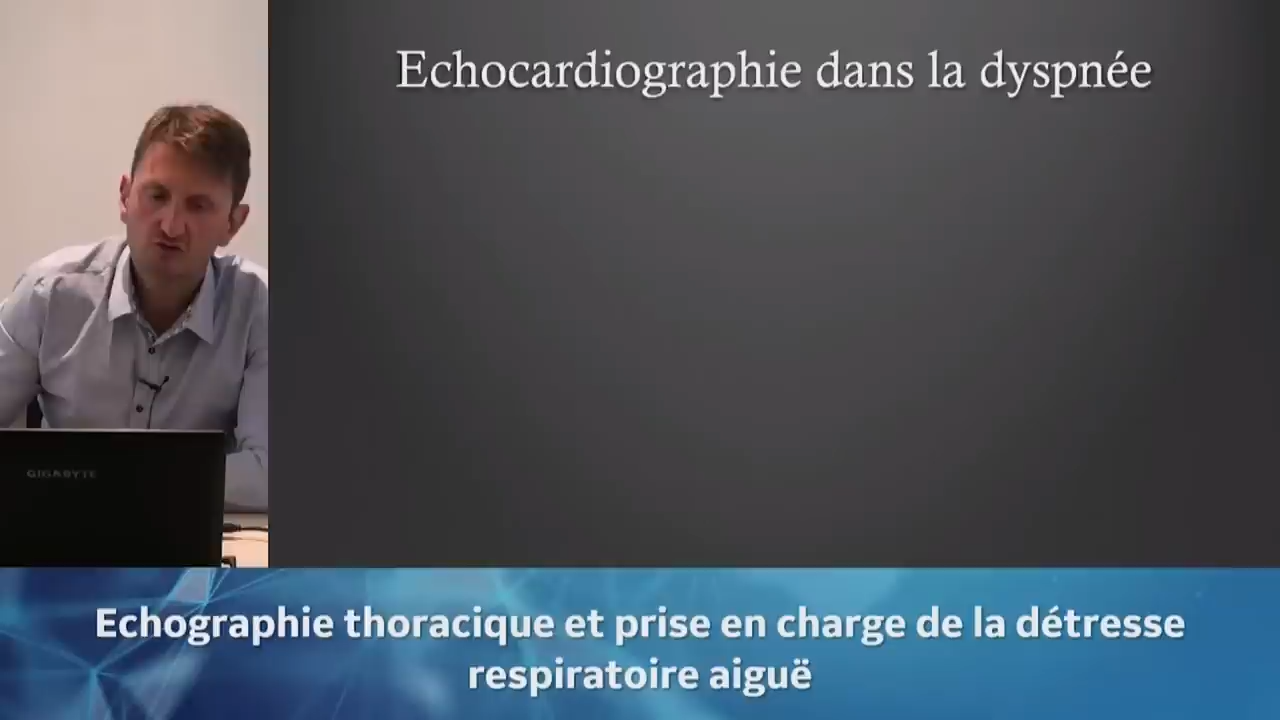 Echocardiographie dans la dyspnée
GIGABYTE
Echographie thoracique et prise en charge de la détresse
respiratoire aiguë